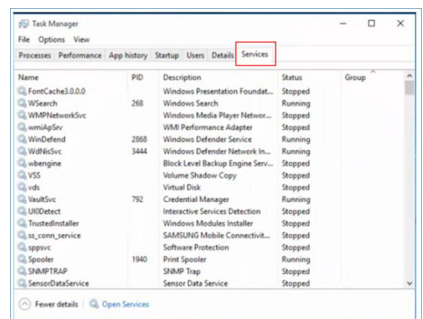 Task Manager
File Options View
Processes Performance App history Startup Users Details Services
Name PID Description Status Group
FontCache3.0.0.0 Windows Presentation Foundat... Stopped
WSearch 268 Windows Search Running
WMPNetworkSvc Windows Media Player Networ... Stopped
wmiApSrv WMI Performance Adapter Stopped
WinDefend 2868 Windows Defender Service Running
WdNisSvc 3444 Windows Defender Network In... Running
wbengine Block Level Backup Engine Serv... Stopped
VSS Volume Shadow Copy Stopped
vds Virtual Disk Stopped
VaultSvc 792 Credential Manager Running
UI0Detect Interactive Services Detection Stopped
TrustedInstaller Windows Modules Installer Stopped
ss_conn_service SAMSUNG Mobile Connectivit... Stopped
sppsvc Software Protection Stopped
Spooler 1940 Print Spooler Running
SNMPTRAP SNMP Trap Stopped
SensorDataService Sensor Data Service Stopped
Fewer details Open Services